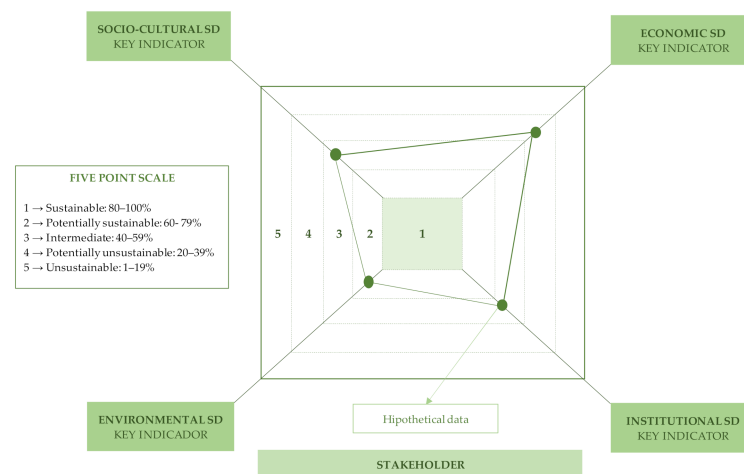 SOCIO-CULTURAL SD
KEY INDICATOR
ECONOMIC SD
KEY INDICATOR
FIVE POINT SCALE
1 → Sustainable: 80–100%
2 → Potentially sustainable: 60- 79%
3 → Intermediate: 40–59%
4 → Potentially unsustainable: 20–39%
5 → Unsustainable: 1–19%
5 4 3 2 1
ENVIRONMENTAL SD
KEY INDICADOR
Hipothetical data
INSTITUTIONAL SD
KEY INDICATOR
STAKEHOLDER